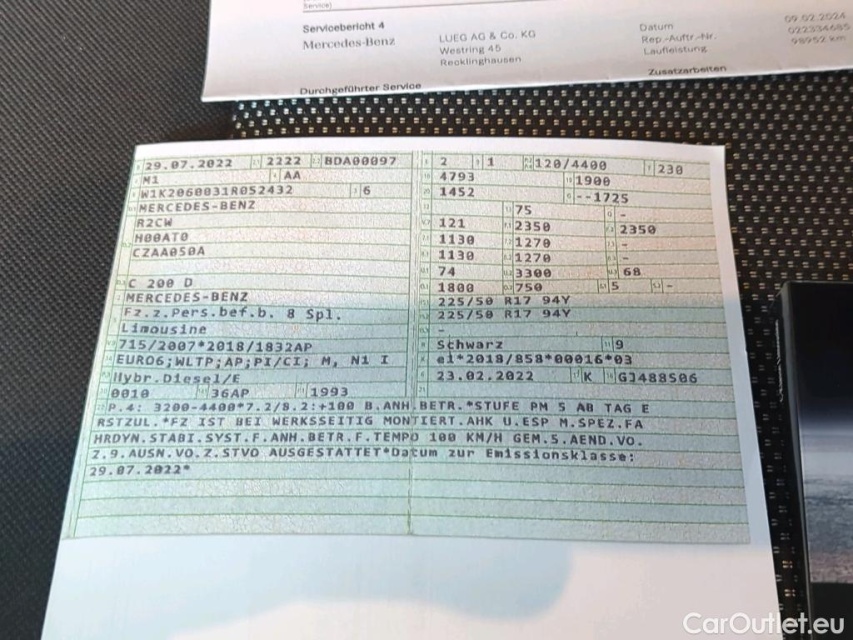 Service)
Servicebericht 4
Mercedes-Benz
LUEG AG & Co. KG
Westring 45
Recklinghausen
Datum 09.02.2024
Rep.-Auftr.-Nr. 022334685
Laufleistung 98952 km
Zusatzarbeiten
Durchgeführter Service
29.07.2022 2222 BDA00097 2 1 120/4400 230
M1 AA 4793 1900
W1K2060031R052432 6 1452 --1725
MERCEDES-BENZ 75 -
R2CW 121 2350 2350
H00AT0 1130 1270 -
CZAA050A 1130 1270 -
74 3300 68
C 200 D 1800 750 5 -
MERCEDES-BENZ 225/50 R17 94Y
Fz.z.Pers.bef.b. 8 Spl. 225/50 R17 94Y
Limousine -
715/2007*2018/1832AP Schwarz 9
EURO6;WLTP;AP;PI/CI; M, N1 I e1*2018/858*00016*03
Hybr.Diesel/E 23.02.2022 K GJ488506
0010 36AP 1993
P.4: 3200-4400*7.2/8.2:+100 B.ANH.BETR.*STUFE PM 5 AB TAG E
RSTZUL.*FZ IST BEI WERKSSEITIG MONTIERT.AHK U.ESP M.SPEZ.FA
HRDYN.STABI.SYST.F.ANH.BETR.F.TEMPO 100 KM/H GEM.5.AEND.VO.
Z.9.AUSN.VO.Z.STVO AUSGESTATTET*Datum zur Emissionsklasse:
29.07.2022*
CarOutlet.eu